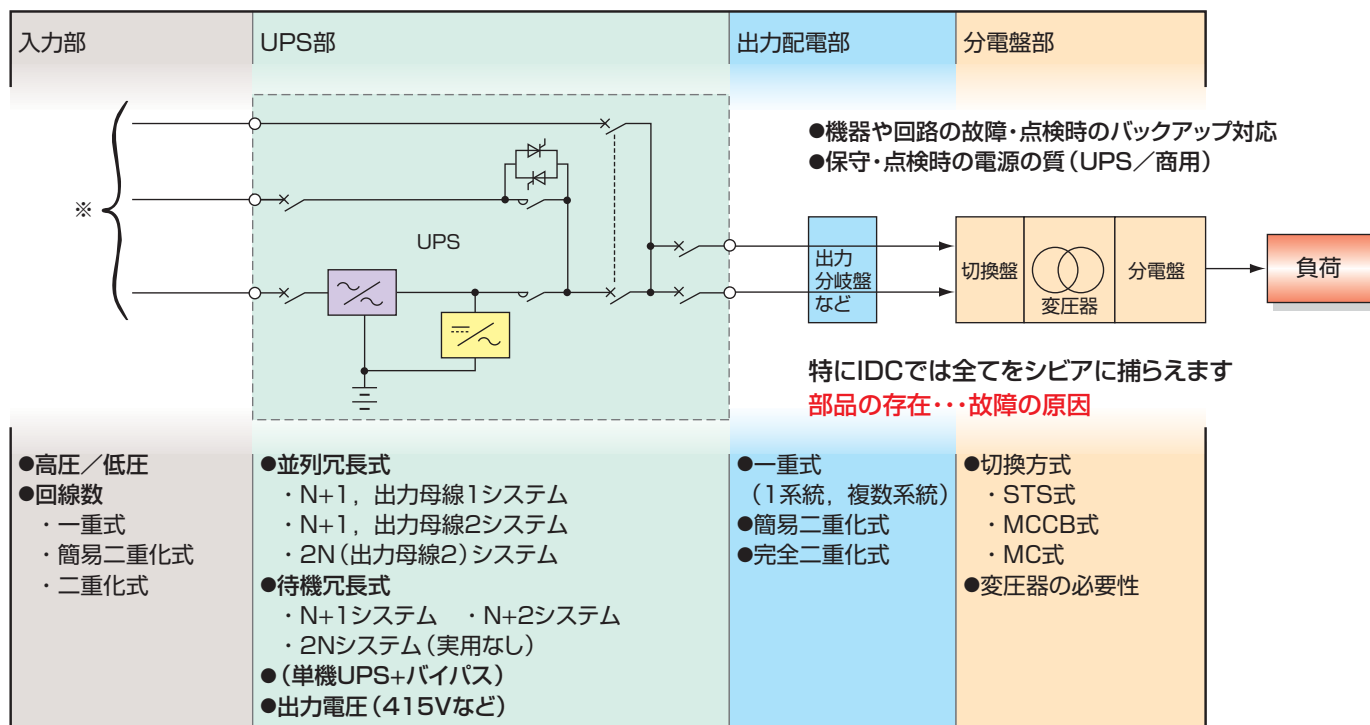 入力部
UPS部
出力配電部
分電盤部
●機器や回路の故障・点検時のバックアップ対応
●保守・点検時の電源の質（UPS／商用）
※
UPS
出力
分岐盤
など
切換盤
変圧器
分電盤
負荷
特にIDCでは全てをシビアに捕らえます
部品の存在･･･故障の原因
●高圧／低圧
●回線数
・一重式
・簡易二重化式
・二重化式
●並列冗長式
・N+1，出力母線1システム
・N+1，出力母線2システム
・2N（出力母線2）システム
●待機冗長式
・N+1システム　・N+2システム
・2Nシステム（実用なし）
●（単機UPS+バイパス）
●出力電圧（415Vなど）
●一重式
（1系統，複数系統）
●簡易二重化式
●完全二重化式
●切換方式
・STS式
・MCCB式
・MC式
●変圧器の必要性